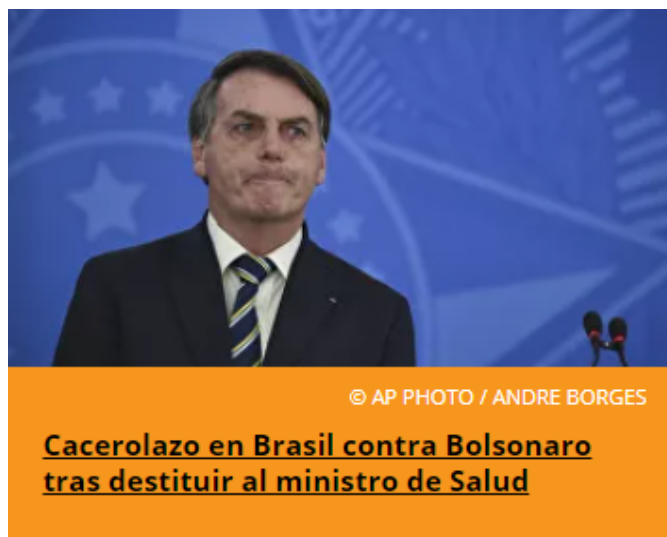 © AP PHOTO / ANDRE BORGES
Cacerolazo en Brasil contra Bolsonaro
tras destituir al ministro de Salud